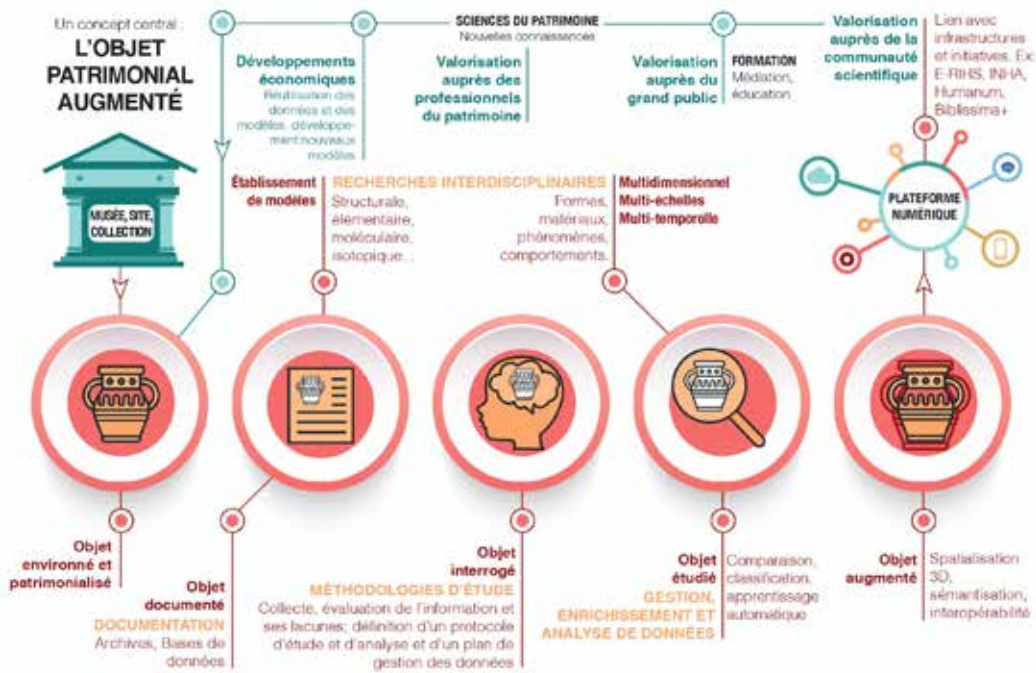 Un concept central :
L'OBJET
PATRIMONIAL
AUGMENTÉ
MUSÉE, SITE,
COLLECTION
SCIENCES DU PATRIMOINE
Nouvelles connaissances
Développements
économiques
Réutilisation des
données et des
modèles, développe-
ment nouveaux
modèles
Valorisation
auprès des
professionnels
du patrimoine
Valorisation
auprès du
grand public
FORMATION
Médiation,
éducation
Valorisation
auprès de la
communauté
scientifique
Lien avec
infrastructures
et initiatives. Ex
E-RIHS, INHA,
Humanum,
Biblissima+
Établissement
de modèles
RECHERCHES INTERDISCIPLINAIRES
Structurale,
élémentaire,
moléculaire,
isotopique...
Formes,
matériaux,
phénomènes,
comportements.
Multidimensionnel
Multi-échelles
Multi-temporelle
PLATEFORME
NUMÉRIQUE
Objet
environé et
patrimonialisé
Objet
documenté
DOCUMENTATION
Archives, Bases de
données
Objet
interrogé
MÉTHODOLOGIES D'ÉTUDE
Collecte, évaluation de l'information et
ses lacunes; définition d'un protocole
d'étude et d'analyse et d'un plan de
gestion des données
Objet
étudié
GESTION,
ENRICHISSEMENT ET
ANALYSE DE DONNÉES
Comparaison,
classification,
apprentissage
automatique
Objet
augmenté
Spatialisation
3D,
sémantisation,
interopérabilité